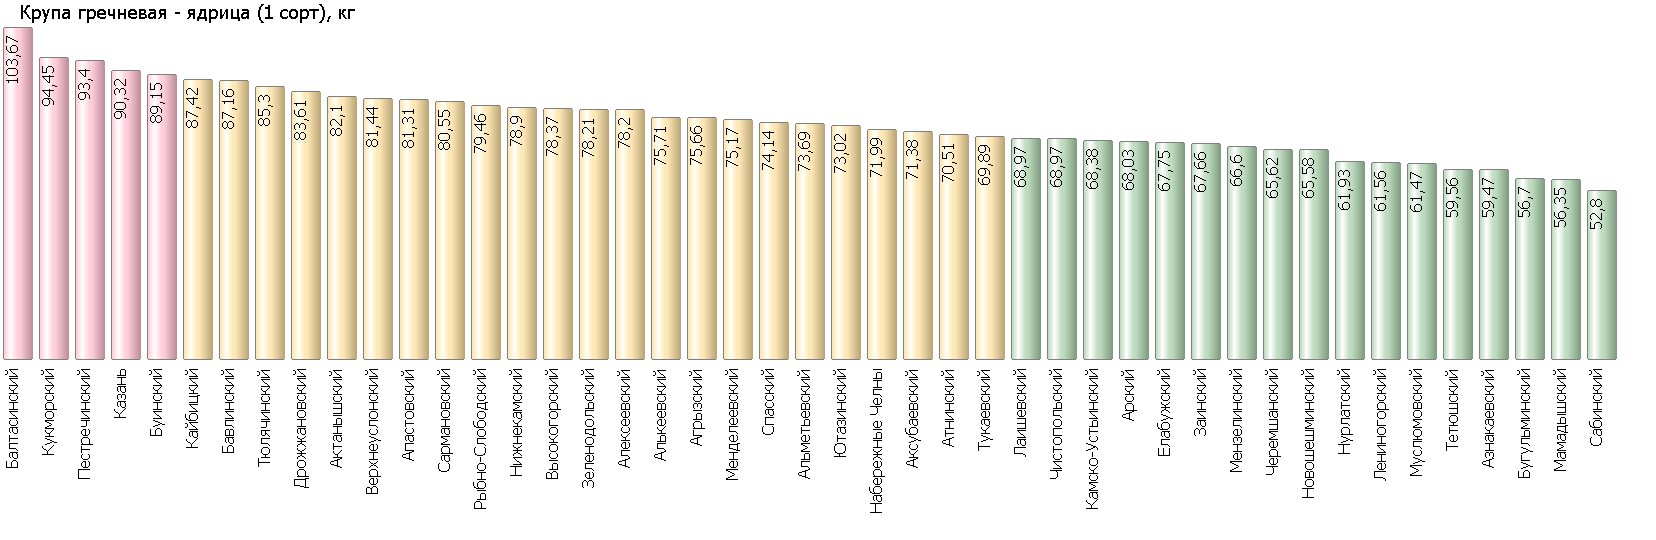 Крупа гречневая - ядрица (1 сорт), кг
103,67
94,45
93,4
90,32
89,15
87,42
87,16
85,3
83,61
82,1
81,44
81,31
80,55
79,46
78,9
78,37
78,21
78,2
75,71
75,66
75,17
74,14
73,69
73,02
71,99
71,38
70,51
69,89
68,97
68,97
68,38
68,03
67,75
67,66
66,6
65,62
65,58
61,93
61,56
61,47
59,56
59,47
56,7
56,35
52,8
Балтасинский
Кукморский
Пестречинский
Казань
Буинский
Кайбицкий
Бавлинский
Тюлячинский
Дрожжановский
Актанышский
Верхнеуслонский
Апастовский
Сармановский
Рыбно-Слободский
Нижнекамский
Высокогорский
Зеленодольский
Алексеевский
Алькеевский
Агрызский
Менделеевский
Спасский
Альметьевский
Ютазинский
Набережные Челны
Аксубаевский
Атнинский
Тукаевский
Лаишевский
Чистопольский
Камско-Устьинский
Арский
Елабужский
Заинский
Мензелинский
Черемшанский
Новошешминский
Нурлатский
Лениногорский
Муслюмовский
Тетюшский
Азнакаевский
Бугульминский
Мамадышский
Сабинский